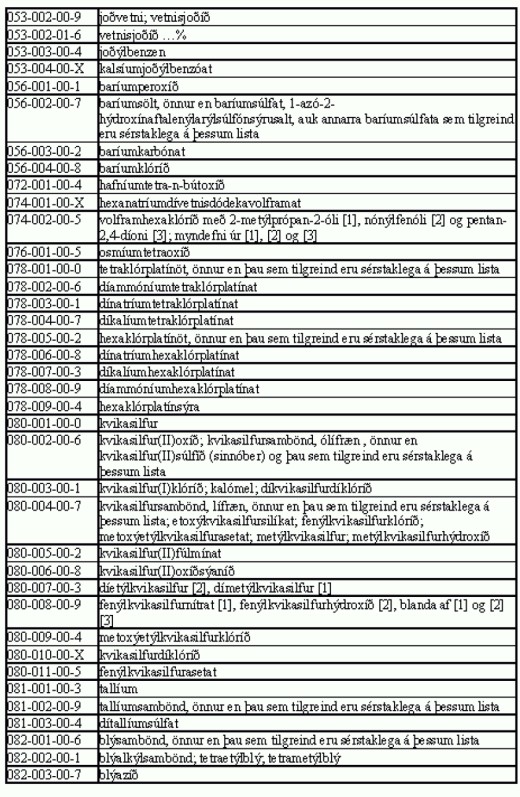 053-002-00-9 joðvetni; vetnisjoðíð
053-002-01-6 vetnisjoðíð ...%
053-003-00-4 joðýlbenzen
053-004-00-X kalsíumjoðýlbenzóat
056-001-00-1 baríumperoxíð
056-002-00-7 baríumsölt, önnur en baríumsúlfat, 1-azó-2-
hýdroxínaftalenýlarýlsúlfónsýrusalt, auk annarra baríumsúlfata sem tilgreind
eru sérstaklega á þessum lista
056-003-00-2 baríumkarbónat
056-004-00-8 baríumklóríð
072-001-00-4 hafníumtetra-n-bútoxíð
074-001-00-X hexanatríumdívetnisdódekavolframat
074-002-00-5 volframhexaklóríð með 2-metýlprópan-2-óli [1], nónýlfenóli [2] og pentan-
2,4-díoni [3]; myndefni úr [1], [2] og [3]
076-001-00-5 osmíumtetraoxíð
078-001-00-0 tetraklórplatínöt, önnur en þau sem tilgreind eru sérstaklega á þessum lista
078-002-00-6 díammóníumtetraklórplatínat
078-003-00-1 dínatríumtetraklórplatínat
078-004-00-7 díkalíumtetraklórplatínat
078-005-00-2 hexaklórplatínöt, önnur en þau sem tilgreind eru sérstaklega á þessum lista
078-006-00-8 dínatríumhexaklórplatínat
078-007-00-3 díkalíumhexaklórplatínat
078-008-00-9 díammóníumhexaklórplatínat
078-009-00-4 hexaklórplatínsýra
080-001-00-0 kvikasilfur
080-002-00-6 kvikasilfur(II)oxíð; kvikasilfursambönd, ólífræn , önnur en
kvikasilfur(II)súlfíð (sinnóber) og þau sem tilgreind eru sérstaklega á
þessum lista
080-003-00-1 kvikasilfur(I)klóríð; kalómel; díkvikasilfurdíklóríð
080-004-00-7 kvikasilfursambönd, lífræn, önnur en þau sem tilgreind eru sérstaklega á
þessum lista; etoxýkvikasilfursilíkat; fenýlkvikasilfurklóríð;
metoxýetýlkvikasilfurasetat; metýlkvikasilfur; metýlkvikasilfurhýdroxíð
080-005-00-2 kvikasilfur(II)fúlmínat
080-006-00-8 kvikasilfur(II)oxíðsýaníð
080-007-00-3 díetýlkvikasilfur [2], dímetýlkvikasilfur [1]
080-008-00-9 fenýlkvikasilfurnítrat [1], fenýlkvikasilfurhýdroxíð [2], blanda af [1] og [2]
[3]
080-009-00-4 metoxýetýlkvikasilfurklóríð
080-010-00-X kvikasilfurdíklóríð
080-011-00-5 fenýlkvikasilfurasetat
081-001-00-3 tallíum
081-002-00-9 tallíumsambönd, önnur en þau sem tilgreind eru sérstaklega á þessum lista
081-003-00-4 dítallíumsúlfat
082-001-00-6 blýsambönd, önnur en þau sem tilgreind eru sérstaklega á þessum lista
082-002-00-1 blýalkýlsambönd; tetraetýlblý; tetrametýlblý
082-003-00-7 blýazíð